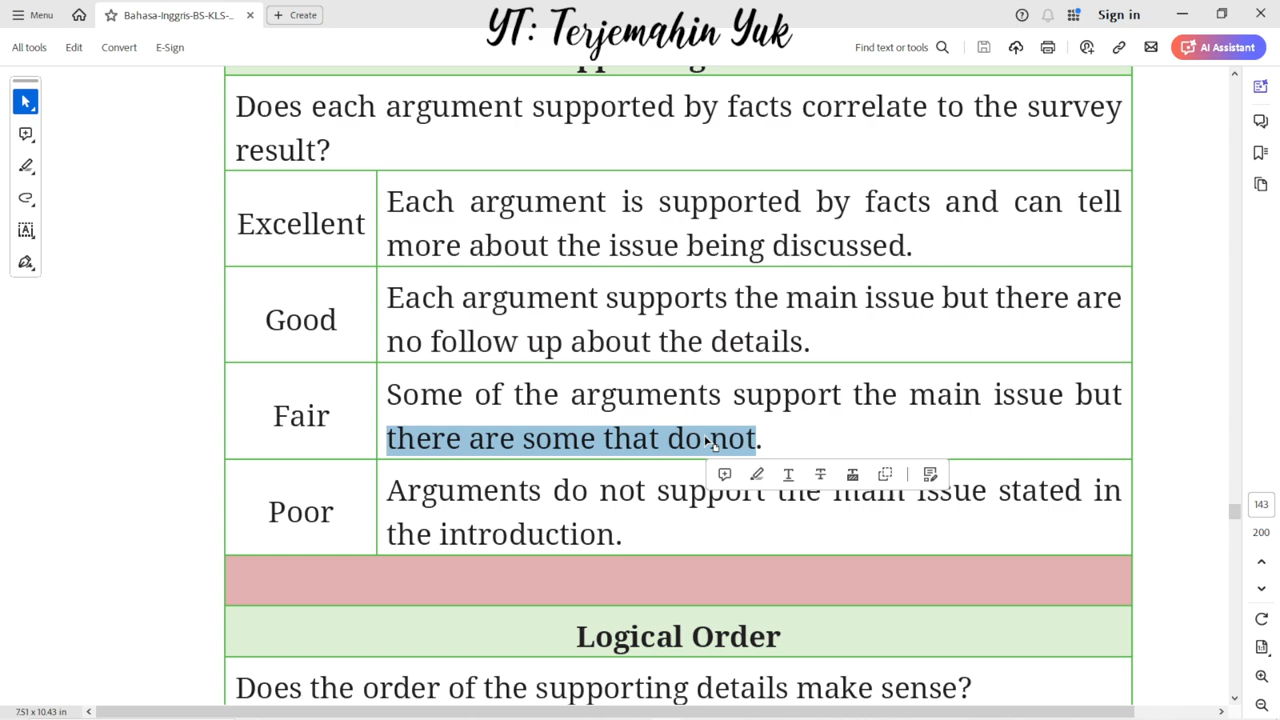 Menu
Bahasa-Inggris-BS-KLS-...
Create
YT: Terjemahin Yuk
Sign in
All tools
Edit
Convert
E-Sign
Find text or tools
AI Assistant
Does each argument supported by facts correlate to the survey
result?
Excellent
Each argument is supported by facts and can tell
more about the issue being discussed.
Good
Each argument supports the main issue but there are
no follow up about the details.
Fair
Some of the arguments support the main issue but
there are some that do not.
Poor
Arguments do not support the main issue stated in
the introduction.
Logical Order
Does the order of the supporting details make sense?
143
200
7.51 x 10.43 in